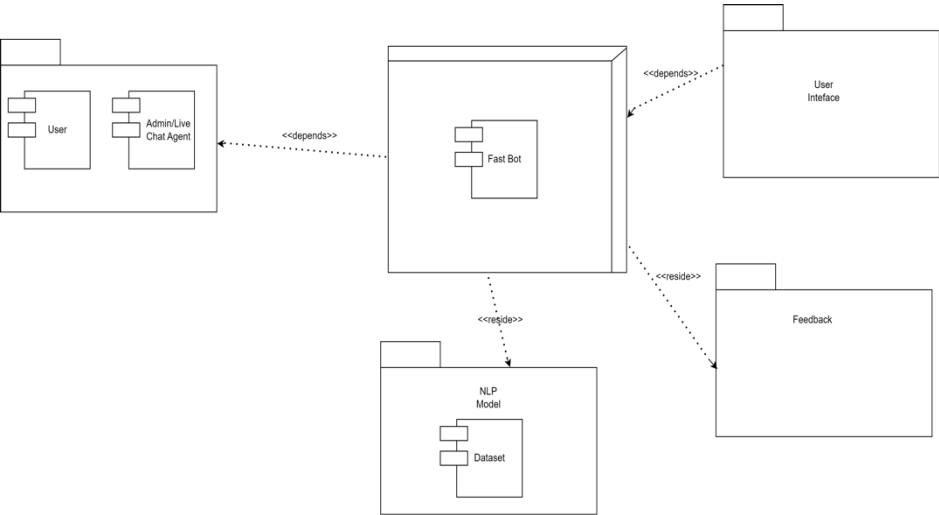 User
Admin/Live
Chat Agent
<<depends>>
Fast Bot
<<depends>>
User
Inteface
<<reside>>
<<reside>>
Feedback
NLP
Model
Dataset